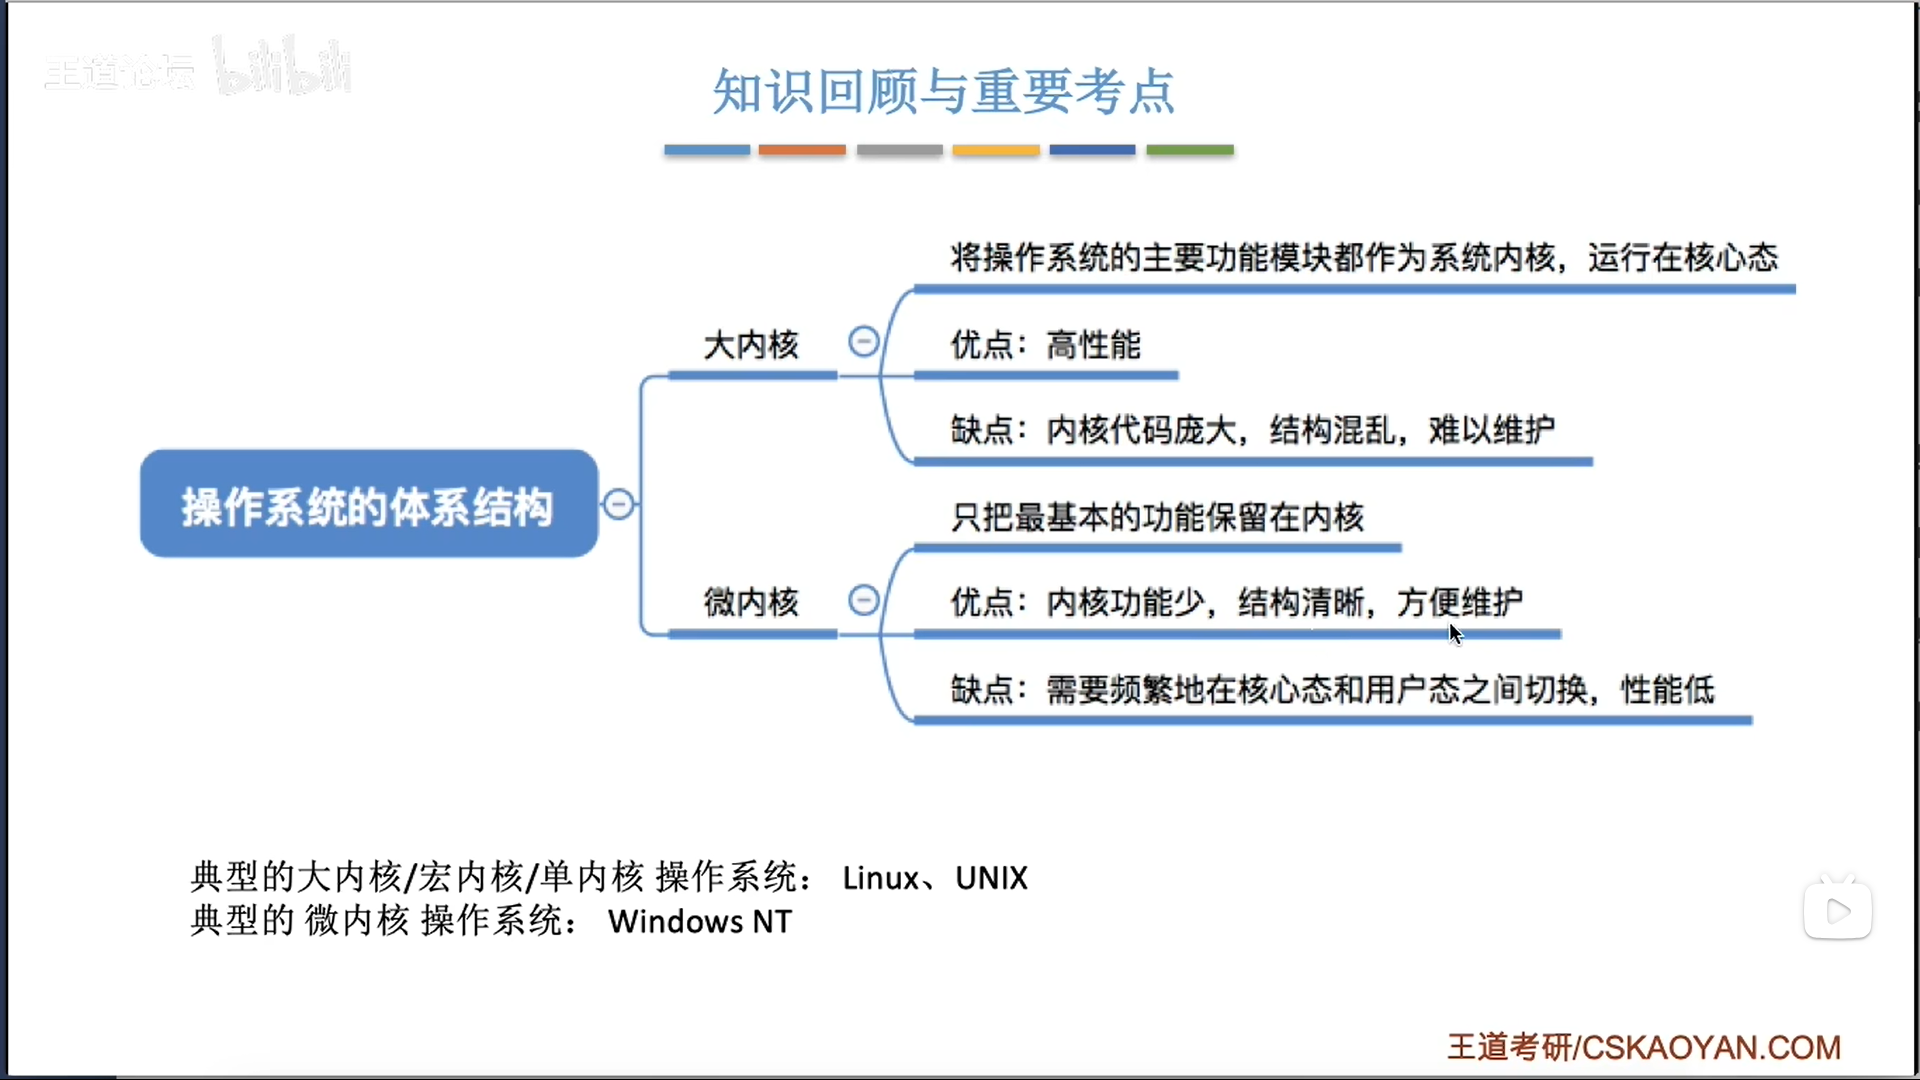 王道论坛 bilibili
知识回顾与重要考点
将操作系统的主要功能模块都作为系统内核，运行在核心态
大内核
优点：高性能
缺点：内核代码庞大，结构混乱，难以维护
操作系统的体系结构
只把最基本的功能保留在内核
微内核
优点：内核功能少，结构清晰，方便维护
缺点：需要频繁地在核心态和用户态之间切换，性能低
典型的大内核/宏内核/单内核 操作系统： Linux、UNIX
典型的 微内核 操作系统： Windows NT
王道考研/CSKAOYAN.COM